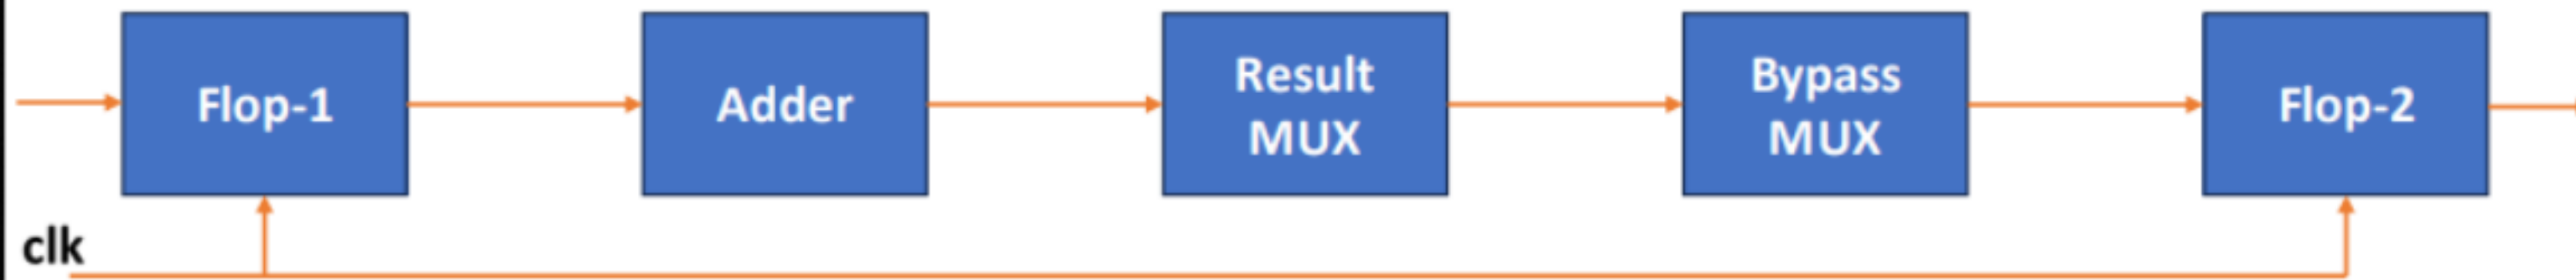 Flop-1
Adder
Result
MUX
Bypass
MUX
Flop-2
clk